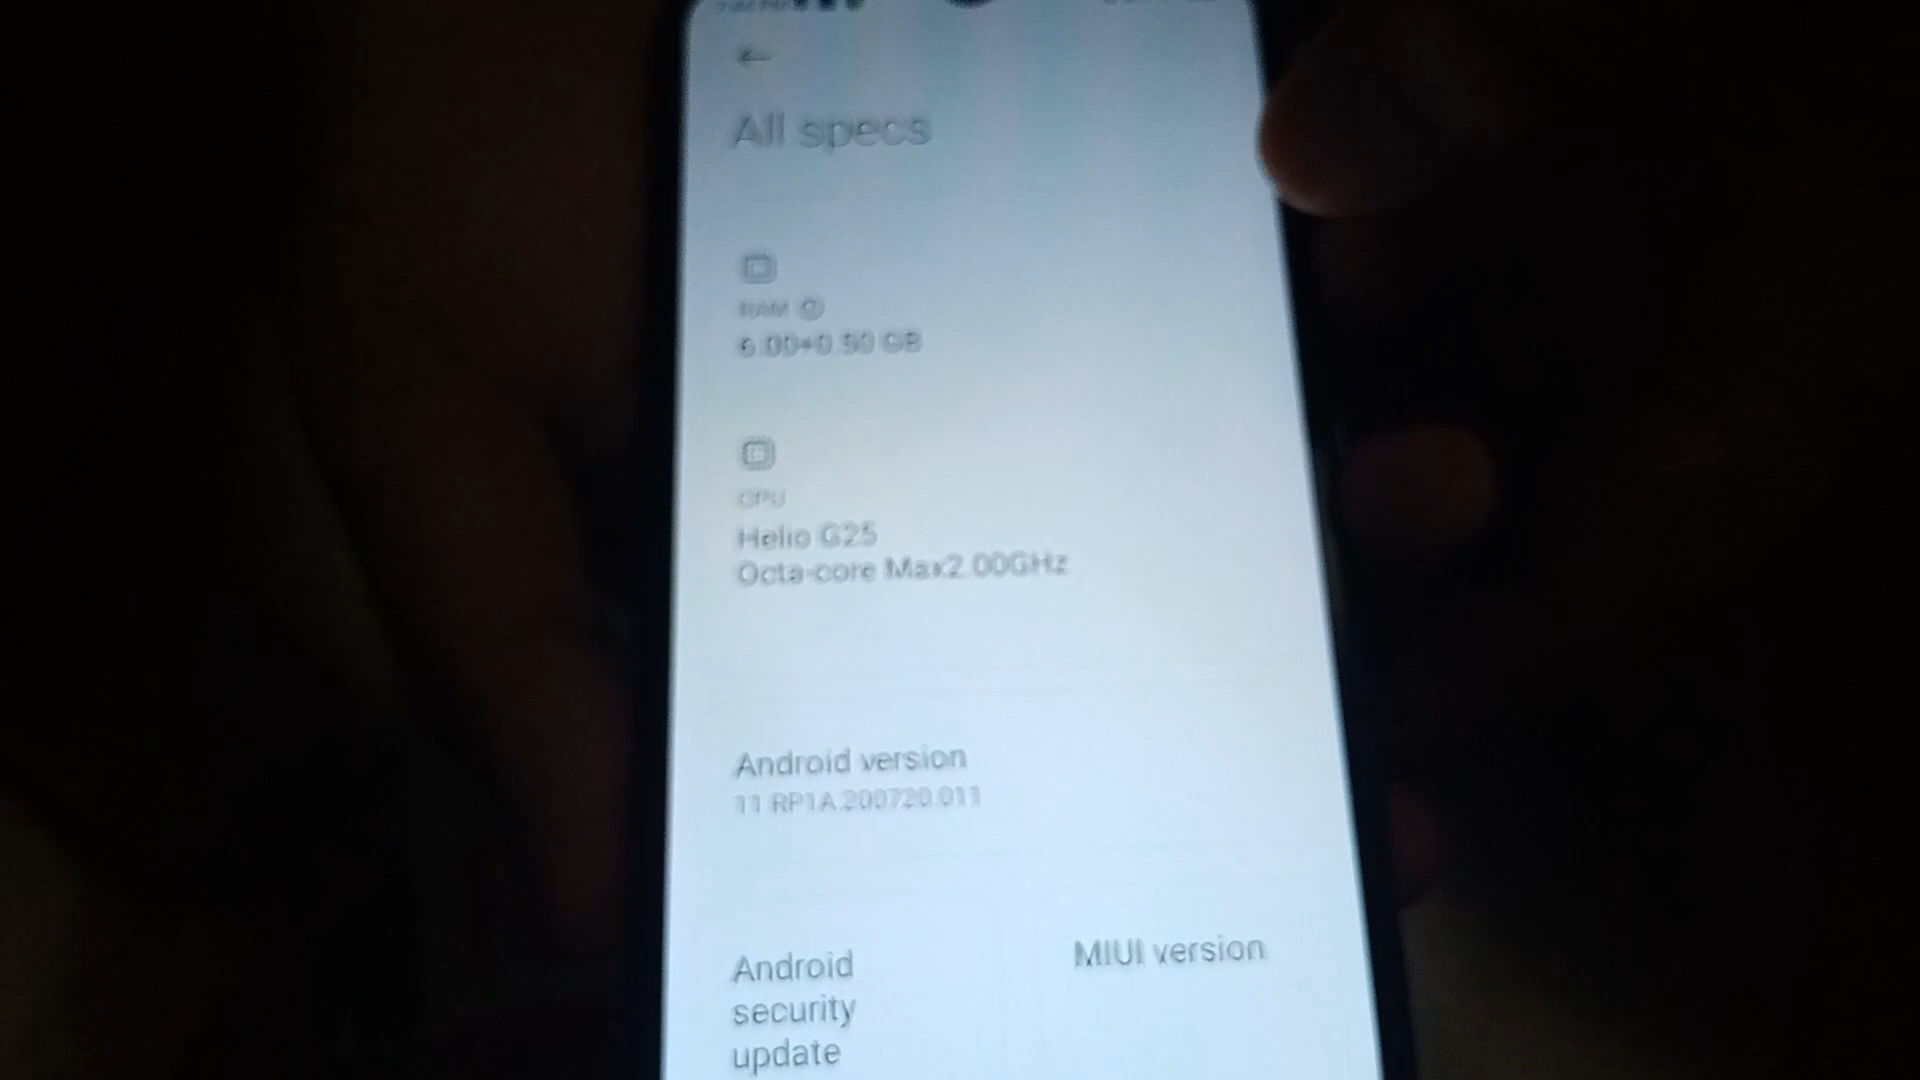 All specs
RAM
6.00+0.50 GB
CPU
Helio G25
Octa-core Max2.00GHz
Android version
11 RP1A.200720.011
Android
security
update
MIUI version